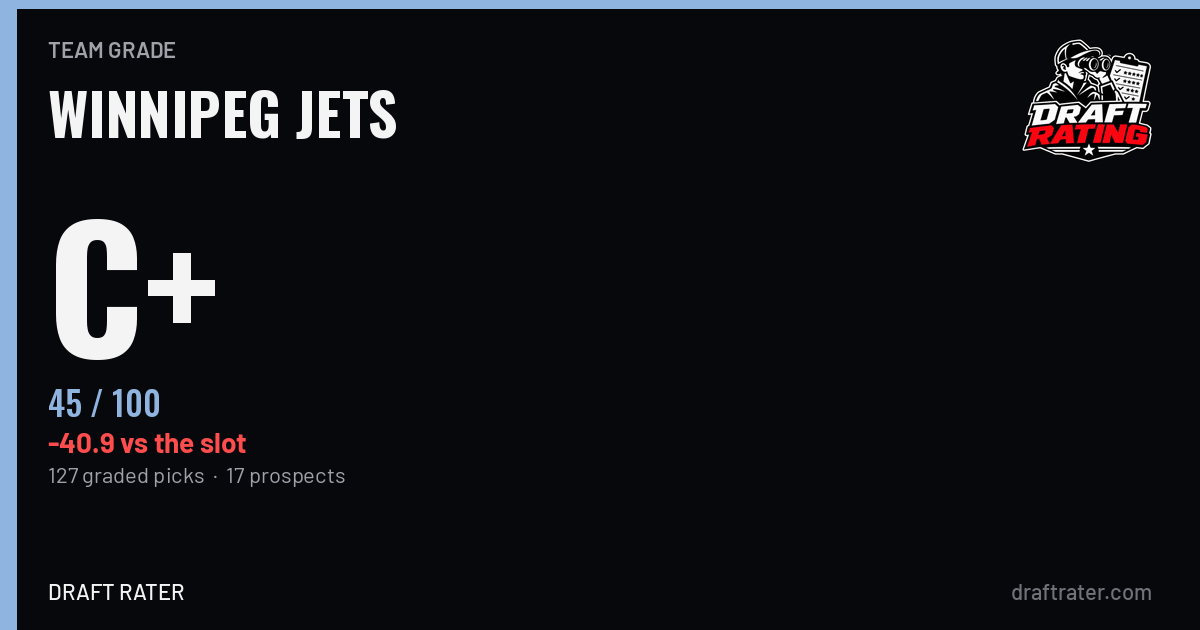 TEAM GRADE
WINNIPEG JETS
DRAFT
RATING
C+
45 / 100
-40.9 vs the slot
127 graded picks · 17 prospects
DRAFT RATER
draftrater.com